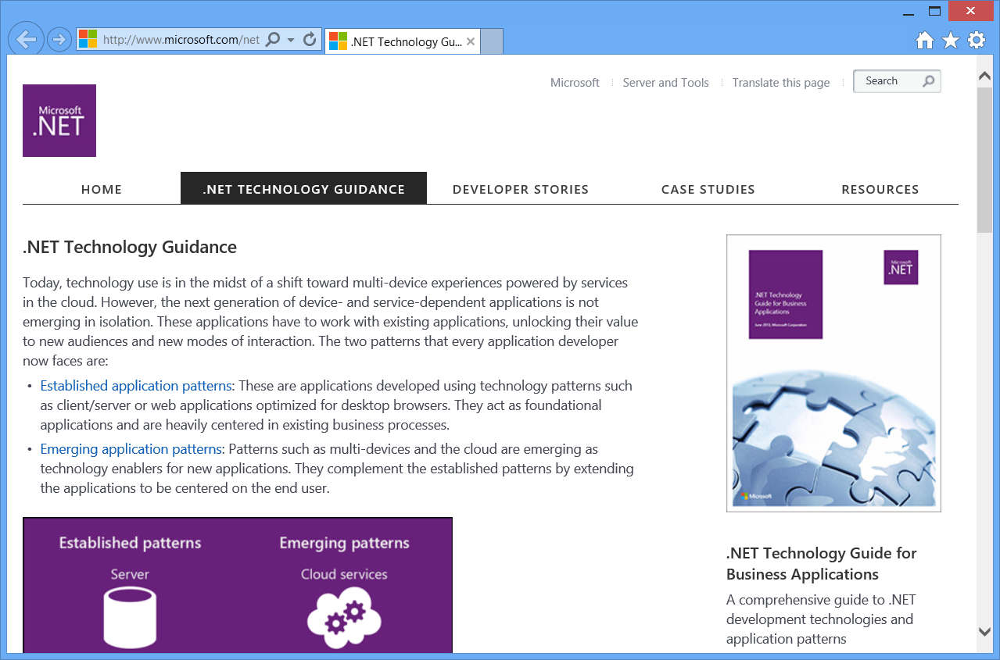 http://www.microsoft.com/net
.NET Technology Gu...
Microsoft
Server and Tools
Translate this page
Search
Microsoft
.NET
HOME
.NET TECHNOLOGY GUIDANCE
DEVELOPER STORIES
CASE STUDIES
RESOURCES
.NET Technology Guidance
Today, technology use is in the midst of a shift toward multi-device experiences powered by services
in the cloud. However, the next generation of device- and service-dependent applications is not
emerging in isolation. These applications have to work with existing applications, unlocking their value
to new audiences and new modes of interaction. The two patterns that every application developer
now faces are:
• Established application patterns: These are applications developed using technology patterns such
as client/server or web applications optimized for desktop browsers. They act as foundational
applications and are heavily centered in existing business processes.
• Emerging application patterns: Patterns such as multi-devices and the cloud are emerging as
technology enablers for new applications. They complement the established patterns by extending
the applications to be centered on the end user.
Established patterns
Emerging patterns
Server
Cloud services
.NET Technology
Guide for Business
Applications
Microsoft Corporation
Microsoft
.NET
Microsoft
.NET Technology Guide for
Business Applications
A comprehensive guide to .NET
development technologies and
application patterns